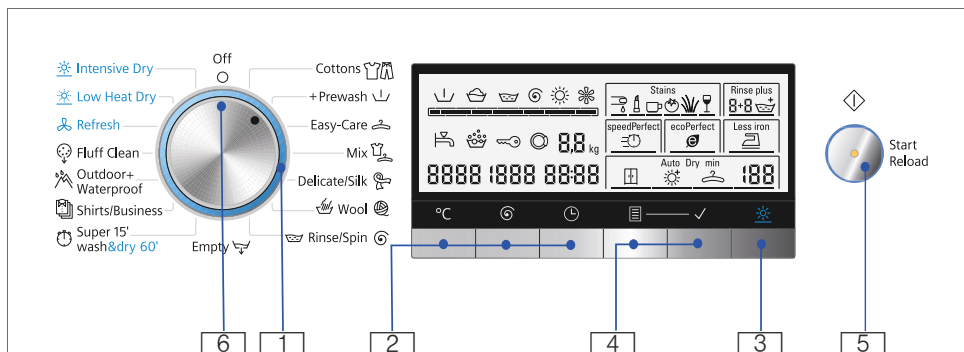 Off
Intensive Dry
Low Heat Dry
Refresh
Fluff Clean
Outdoor+
Waterproof
Shirts/Business
Super 15'
wash&dry 60'
Empty
Cottons
+Prewash
Easy-Care
Mix
Delicate/Silk
Wool
Rinse/Spin
8.8 kg
8888 1888 88:88
Stains
Rinse plus
8+8
speedPerfect
ecoPerfect
Less iron
Auto Dry min
188
°C
Start
Reload
6
1
2
4
3
5